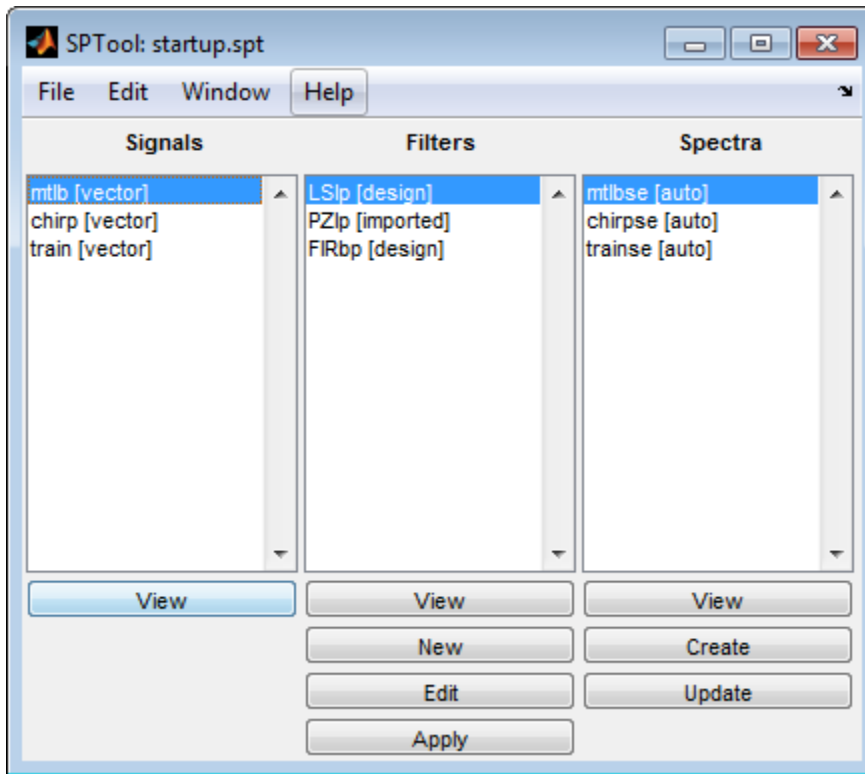 SPTool: startup.spt
File Edit Window Help
Signals Filters Spectra
mtlb [vector] LSlp [design] mtlbse [auto]
chirp [vector] PZlp [imported] chirpse [auto]
train [vector] FIRbp [design] trainse [auto]
View View View
New Create
Edit Update
Apply